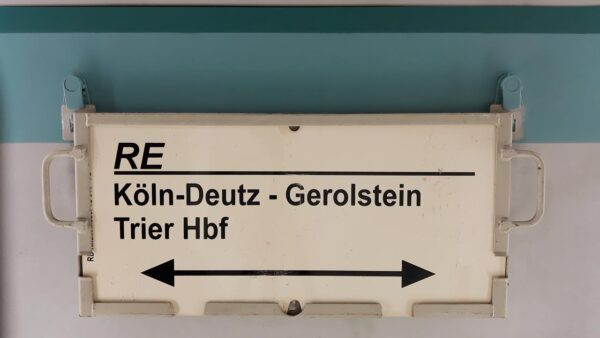 RE
Köln-Deutz - Gerolstein
Trier Hbf